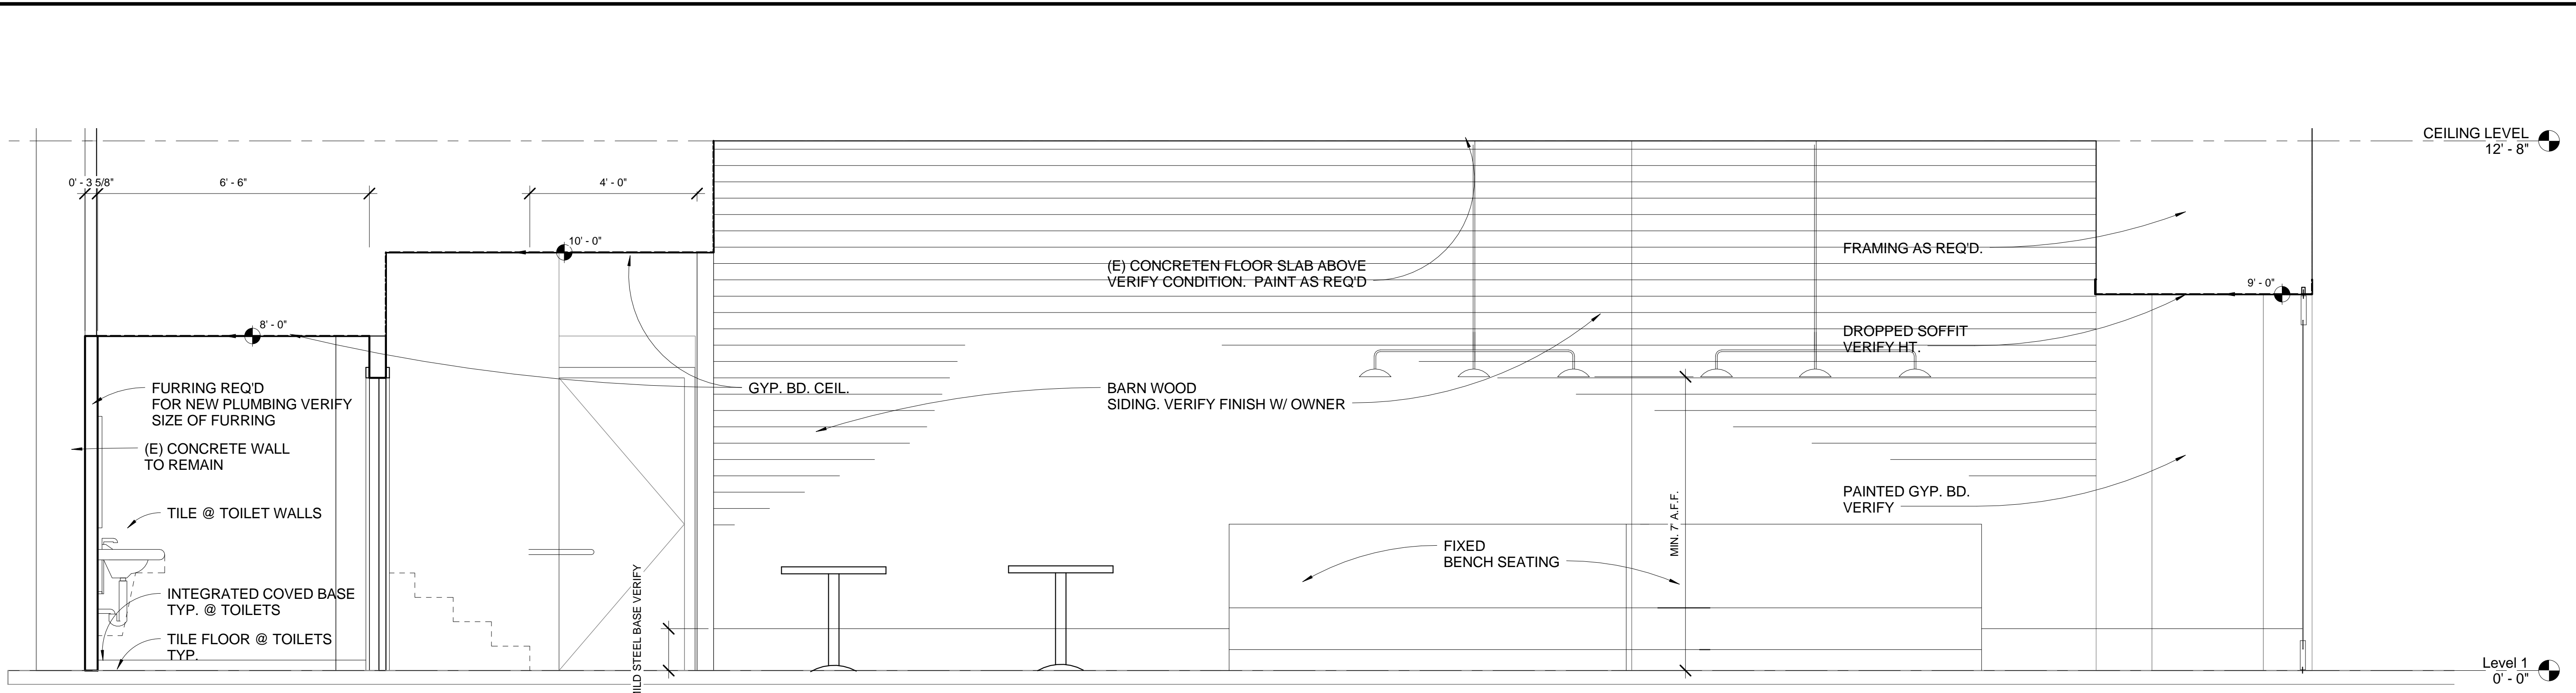 CEILING LEVEL
12' - 8"
0' - 3 5/8"
6' - 6"
4' - 0"
10' - 0"
FRAMING AS REQ'D.
(E) CONCRETEN FLOOR SLAB ABOVE
VERIFY CONDITION.  PAINT AS REQ'D
9' - 0"
8' - 0"
DROPPED SOFFIT
VERIFY HT.
FURRING REQ'D
FOR NEW PLUMBING VERIFY
SIZE OF FURRING
GYP. BD. CEIL.
BARN WOOD
SIDING. VERIFY FINISH W/ OWNER
(E) CONCRETE WALL
TO REMAIN
PAINTED GYP. BD.
VERIFY
TILE @ TOILET WALLS
MIN. 7' A.F.F.
FIXED
BENCH SEATING
INTEGRATED COVED BASE
TYP. @ TOILETS
STEEL BASE VERIFY
TILE FLOOR @ TOILETS
TYP.
Level 1
0' - 0"